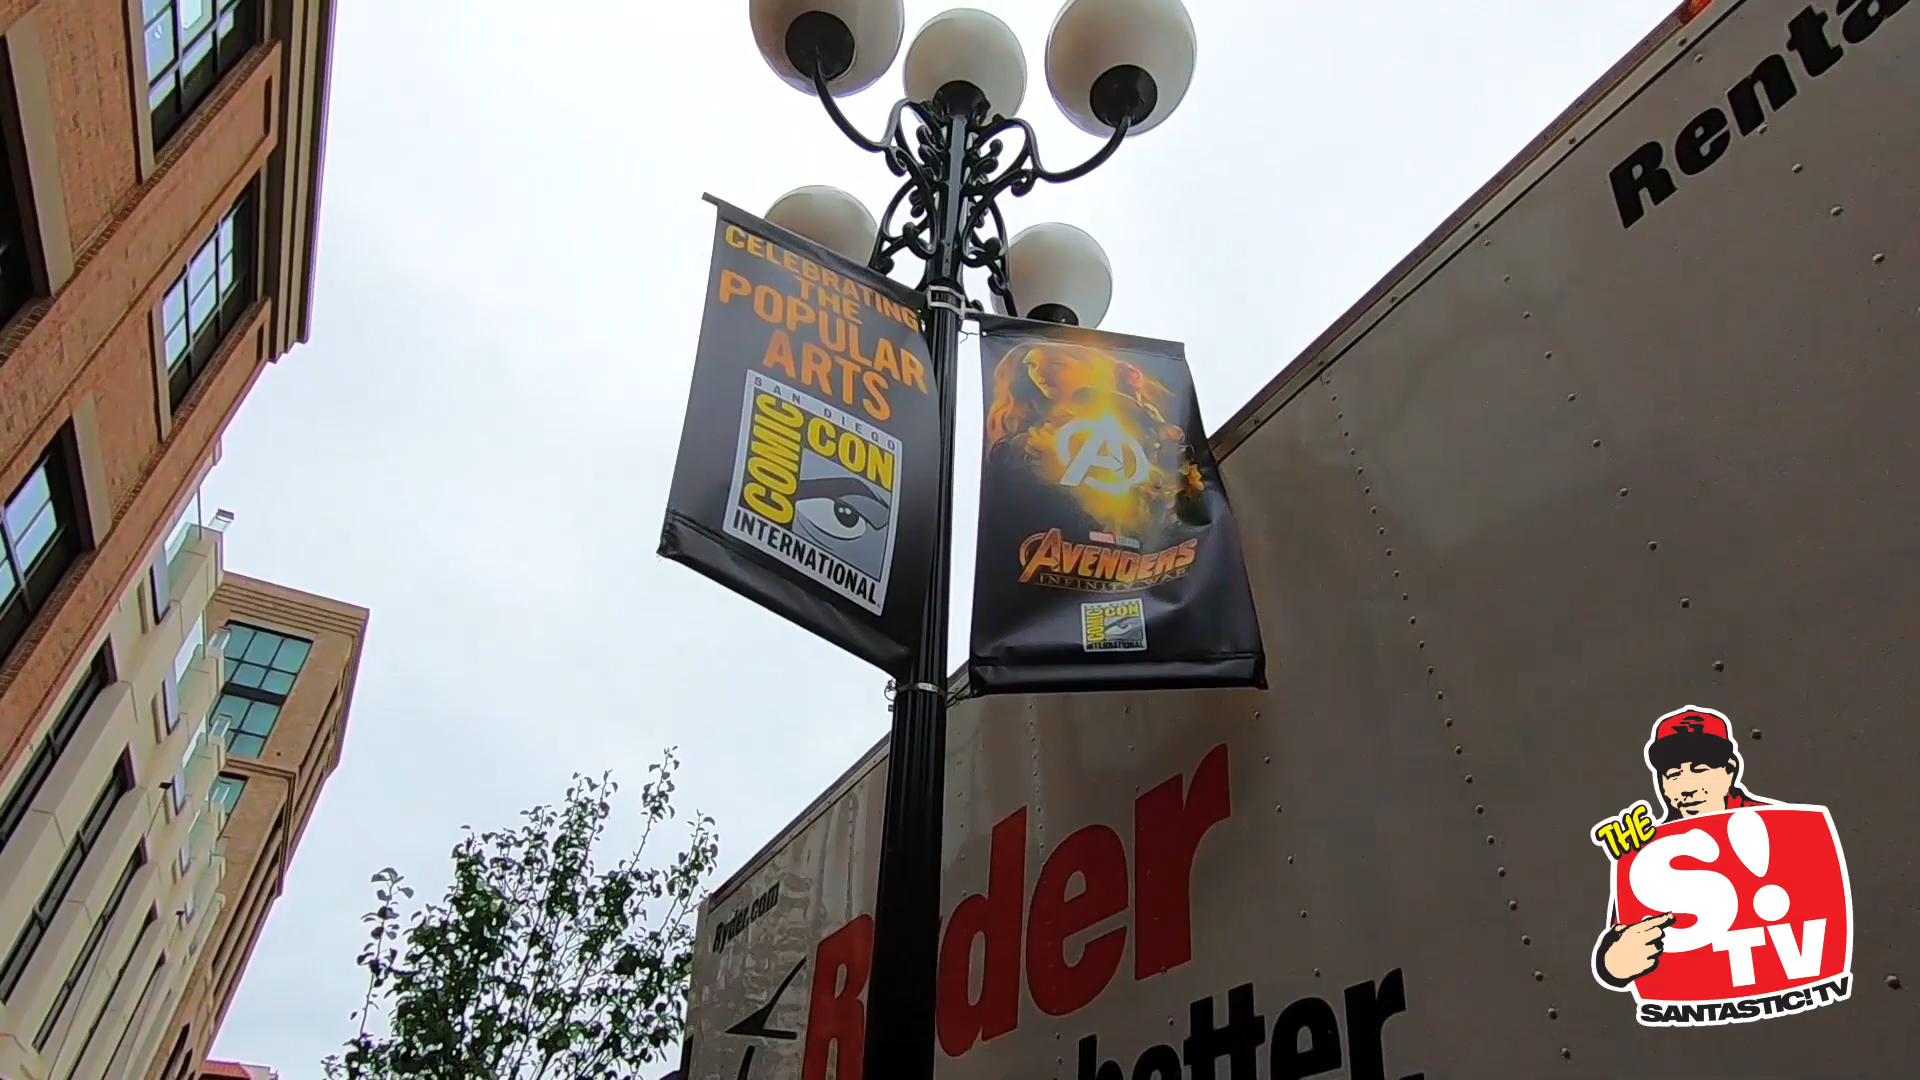 Renta
CELEBRATING
THE
POPULAR
ARTS
SAN DIEGO
COMIC
CON
INTERNATIONAL
A
AVENGERS
INFINITY WAR
COMIC
CON
INTERNATIONAL
Ryder.com
Ryder
better.
THE
S!
TV
SANTASTIC!TV